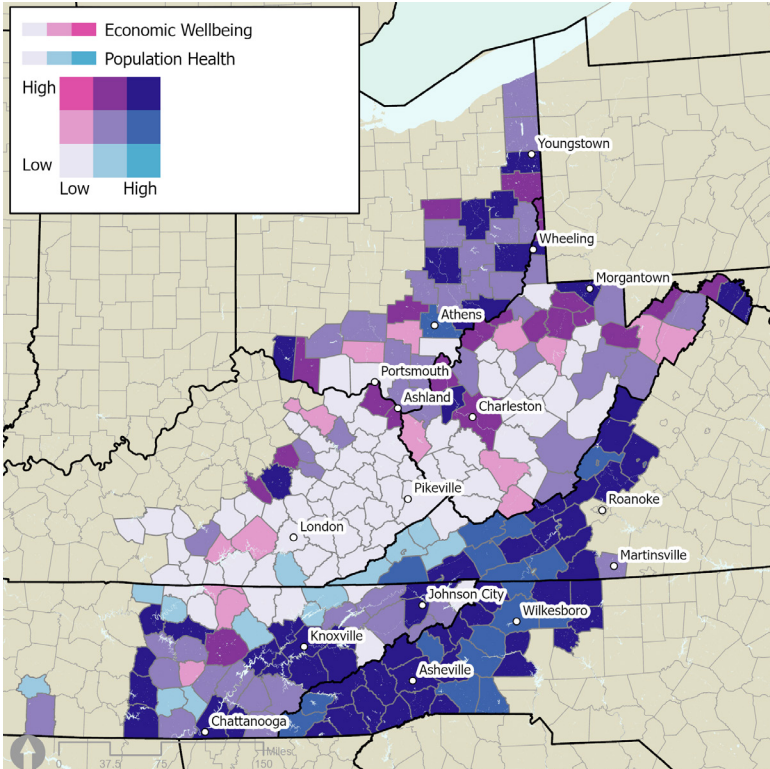 Economic Wellbeing
Population Health
High
Low
Low
High
Youngstown
Wheeling
Morgantown
Athens
Portsmouth
Ashland
Charleston
Pikeville
Roanoke
London
Martinsville
Johnson City
Wilkesboro
Knoxville
Asheville
Chattanooga
Miles
0
37.5
75
150